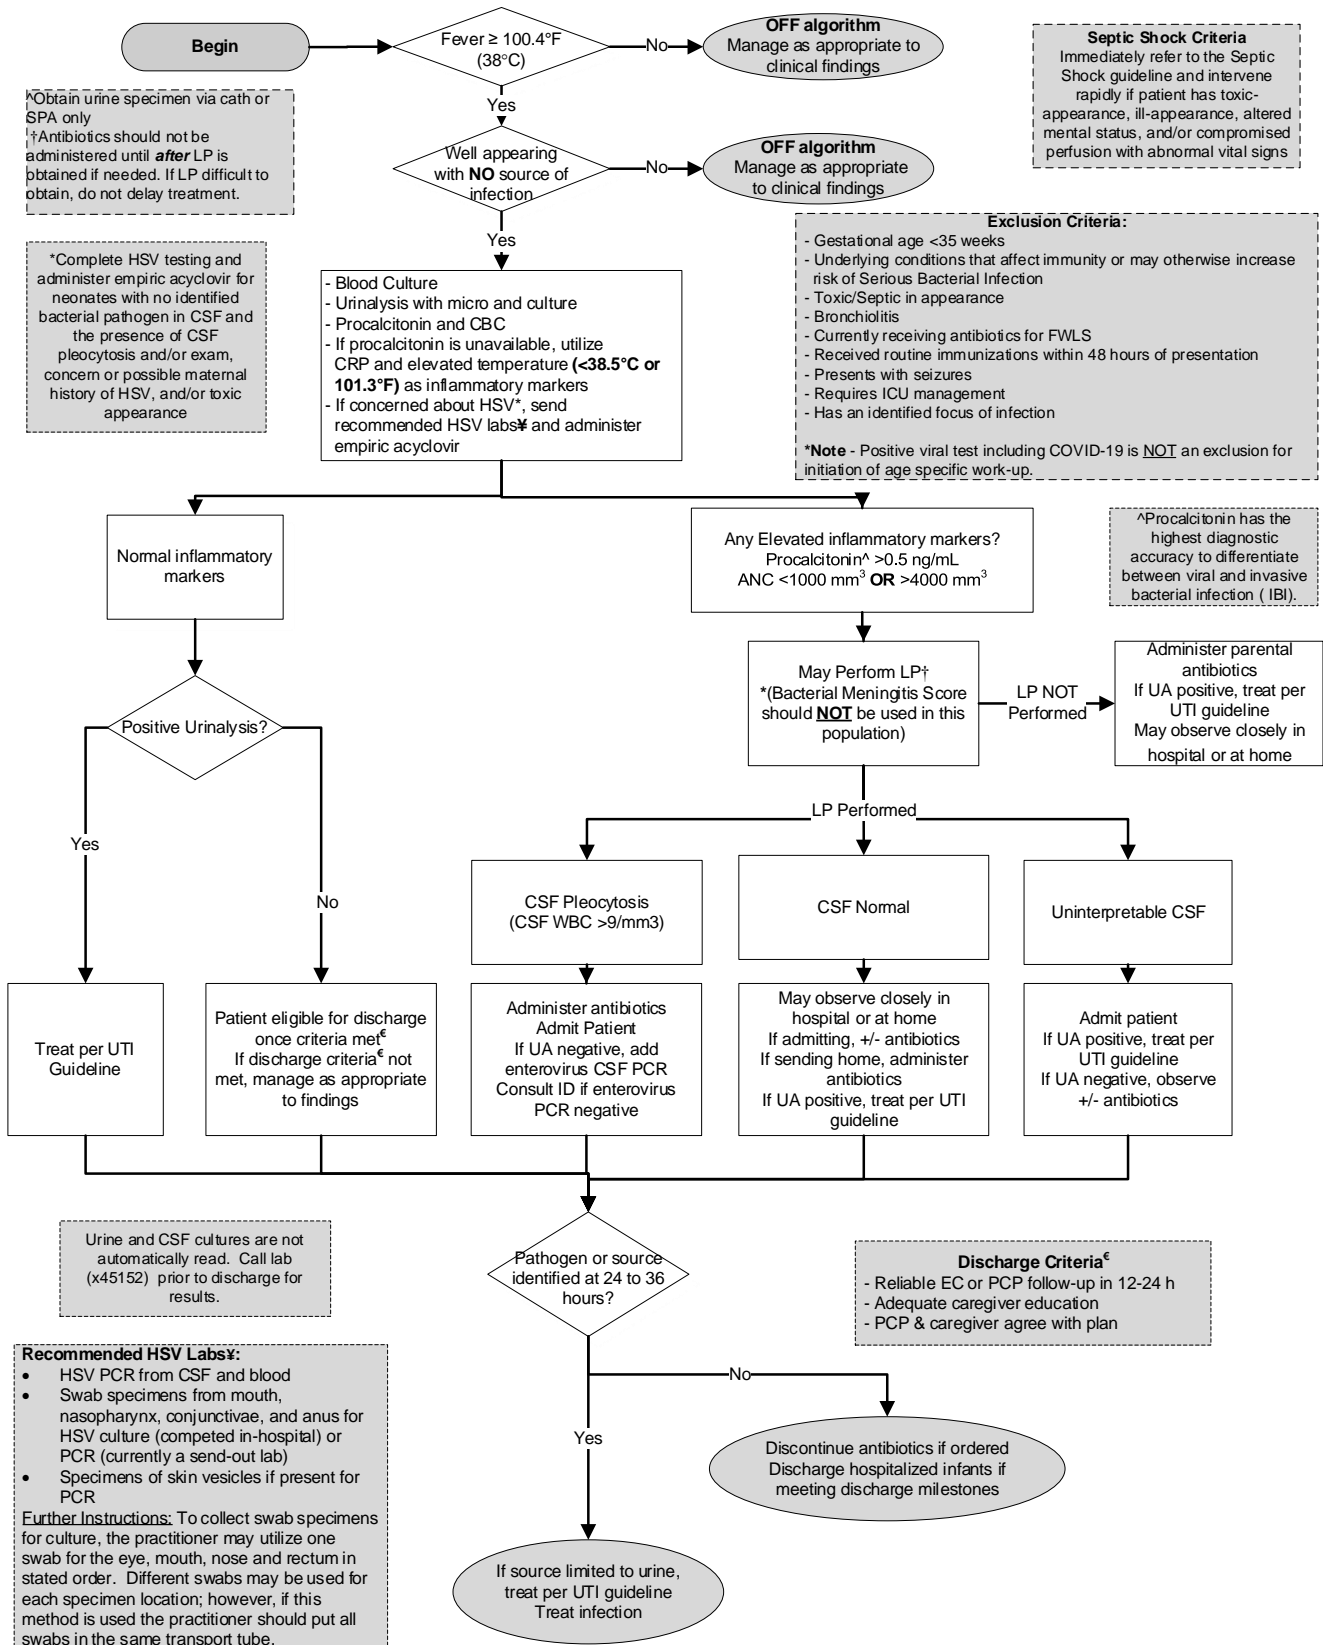 Begin
Fever ≥ 100.4°F
(38°C)
No
OFF algorithm
Manage as appropriate to
clinical findings
Septic Shock Criteria
Immediately refer to the Septic
Shock guideline and intervene
rapidly if patient has toxic-
appearance, ill-appearance, altered
mental status, and/or compromised
perfusion with abnormal vital signs
^Obtain urine specimen via cath or
SPA only
†Antibiotics should not be
administered until after LP is
obtained if needed. If LP difficult to
obtain, do not delay treatment.
Yes
Well appearing
with NO source of
infection
No
OFF algorithm
Manage as appropriate
to clinical findings
Yes
*Complete HSV testing and
administer empiric acyclovir for
neonates with no identified
bacterial pathogen in CSF and
the presence of CSF
pleocytosis and/or exam,
concern or possible maternal
history of HSV, and/or toxic
appearance
- Blood Culture
- Urinalysis with micro and culture
- Procalcitonin and CBC
- If procalcitonin is unavailable, utilize
CRP and elevated temperature (<38.5°C or
101.3°F) as inflammatory markers
- If concerned about HSV*, send
recommended HSV labs¥ and administer
empiric acyclovir
Exclusion Criteria:
- Gestational age <35 weeks
- Underlying conditions that affect immunity or may otherwise increase
risk of Serious Bacterial Infection
- Toxic/Septic in appearance
- Bronchiolitis
- Currently receiving antibiotics for FWLS
- Received routine immunizations within 48 hours of presentation
- Presents with seizures
- Requires ICU management
- Has an identified focus of infection
*Note - Positive viral test including COVID-19 is NOT an exclusion for
initiation of age specific work-up.
Normal inflammatory
markers
Any Elevated inflammatory markers?
Procalcitonin^ >0.5 ng/mL
ANC <1000 mm³ OR >4000 mm³
^Procalcitonin has the
highest diagnostic
accuracy to differentiate
between viral and invasive
bacterial infection ( IBI).
Positive Urinalysis?
May Perform LP†
*(Bacterial Meningitis Score
should NOT be used in this
population)
LP NOT
Performed
Administer parental
antibiotics
If UA positive, treat per
UTI guideline
May observe closely in
hospital or at home
LP Performed
Yes
No
CSF Pleocytosis
(CSF WBC >9/mm3)
CSF Normal
Uninterpretable CSF
Treat per UTI
Guideline
Patient eligible for discharge
once criteria met€
If discharge criteria€ not
met, manage as appropriate
to findings
Administer antibiotics
Admit Patient
If UA negative, add
enterovirus CSF PCR
Consult ID if enterovirus
PCR negative
May observe closely in
hospital or at home
If admitting, +/- antibiotics
If sending home, administer
antibiotics
If UA positive, treat per UTI
guideline
Admit patient
If UA positive, treat per
UTI guideline
If UA negative, observe
+/- antibiotics
Urine and CSF cultures are not
automatically read. Call lab
(x45152) prior to discharge for
results.
Pathogen or source
identified at 24 to 36
hours?
Discharge Criteria€
- Reliable EC or PCP follow-up in 12-24 h
- Adequate caregiver education
- PCP & caregiver agree with plan
Recommended HSV Labs¥:
• HSV PCR from CSF and blood
• Swab specimens from mouth,
nasopharynx, conjunctivae, and anus for
HSV culture (competed in-hospital) or
PCR (currently a send-out lab)
• Specimens of skin vesicles if present for
PCR
Further Instructions: To collect swab specimens
for culture, the practitioner may utilize one
swab for the eye, mouth, nose and rectum in
stated order. Different swabs may be used for
each specimen location; however, if this
method is used the practitioner should put all
swabs in the same transport tube.
No
Yes
Discontinue antibiotics if ordered
Discharge hospitalized infants if
meeting discharge milestones
If source limited to urine,
treat per UTI guideline
Treat infection